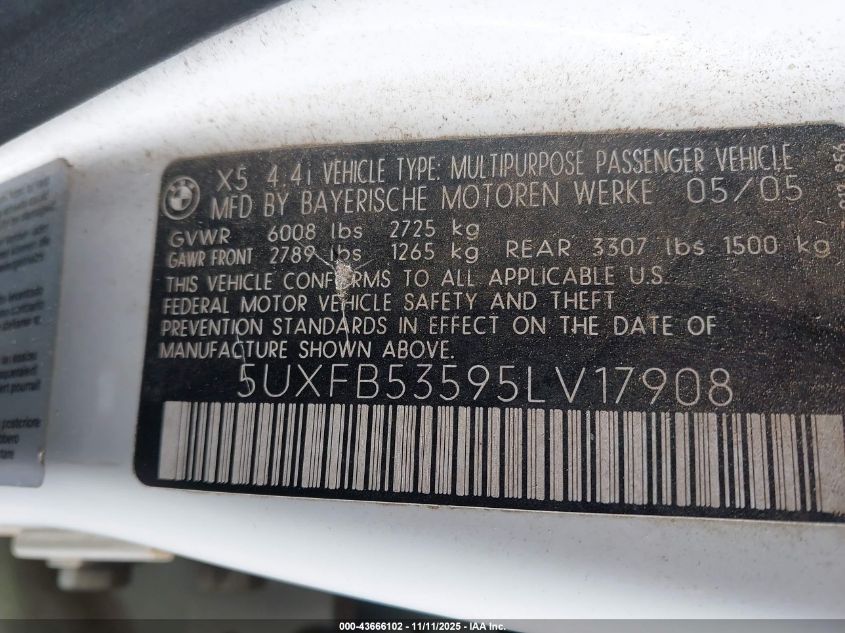 X5 4.4i VEHICLE TYPE: MULTIPURPOSE PASSENGER VEHICLE
MFD BY BAYERISCHE MOTOREN WERKE 05/05
GVWR 6008 lbs 2725 kg
GAWR FRONT 2789 lbs 1265 kg REAR 3307 lbs 1500 kg
THIS VEHICLE CONFORMS TO ALL APPLICABLE U.S.
FEDERAL MOTOR VEHICLE SAFETY AND THEFT
PREVENTION STANDARDS IN EFFECT ON THE DATE OF
MANUFACTURE SHOWN ABOVE.
5UXFB53595LV17908
000-43666102 - 11/11/2025 - IAA Inc.